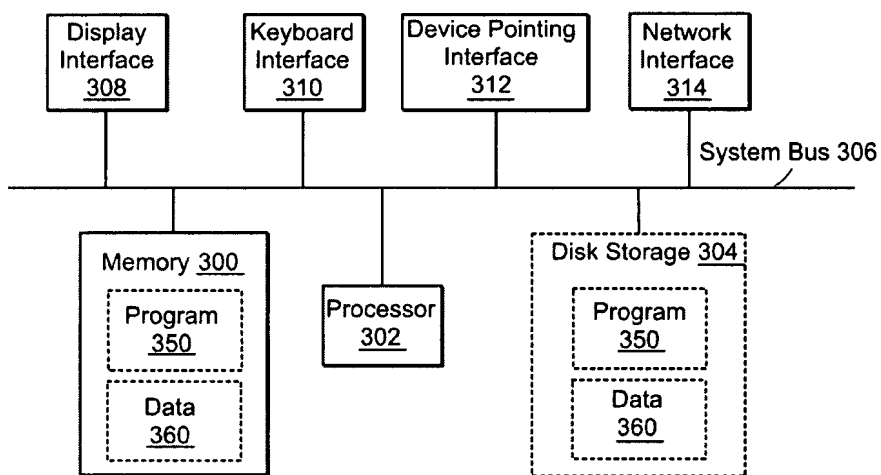 Display
Interface
308
Keyboard
Interface
310
Device Pointing
Interface
312
Network
Interface
314
System Bus 306
Memory 300
Program
350
Data
360
Processor
302
Disk Storage 304
Program
350
Data
360